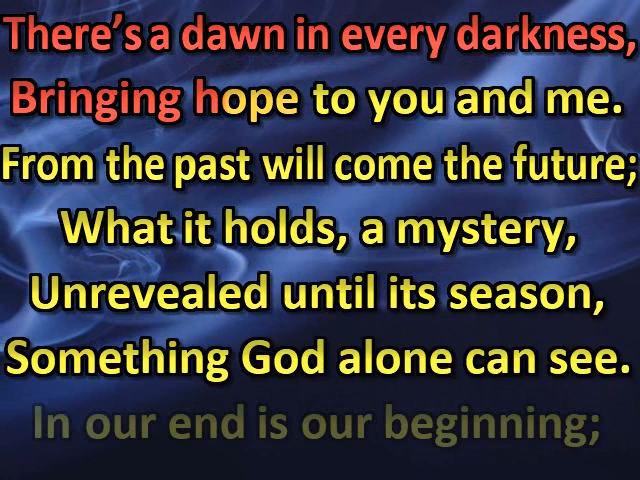 There's a dawn in every darkness,
Bringing hope to you and me.
From the past will come the future;
What it holds, a mystery,
Unrevealed until its season,
Something God alone can see.
In our end is our beginning;